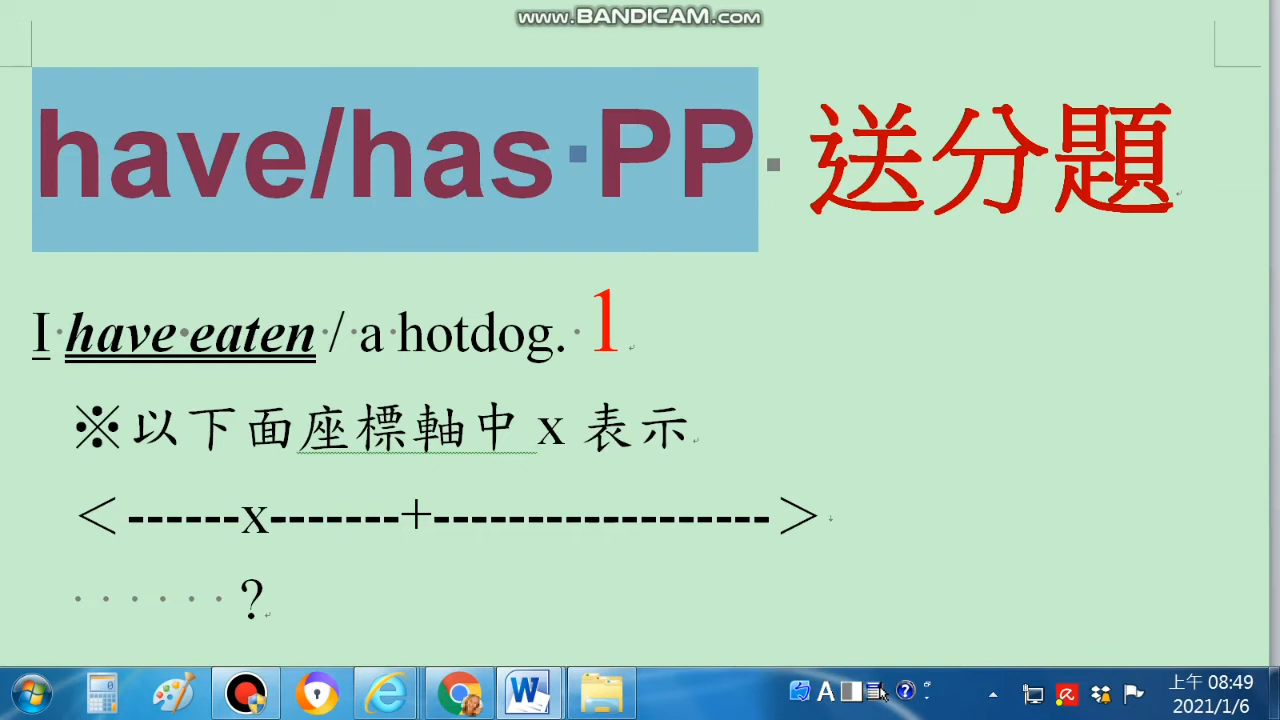 www.BANDICAM.com
have/has PP 送分題
I have eaten / a hotdog. 1
※以下面座標軸中 x 表示
<------x-------+------------------>
?
上午 08:49
2021/1/6